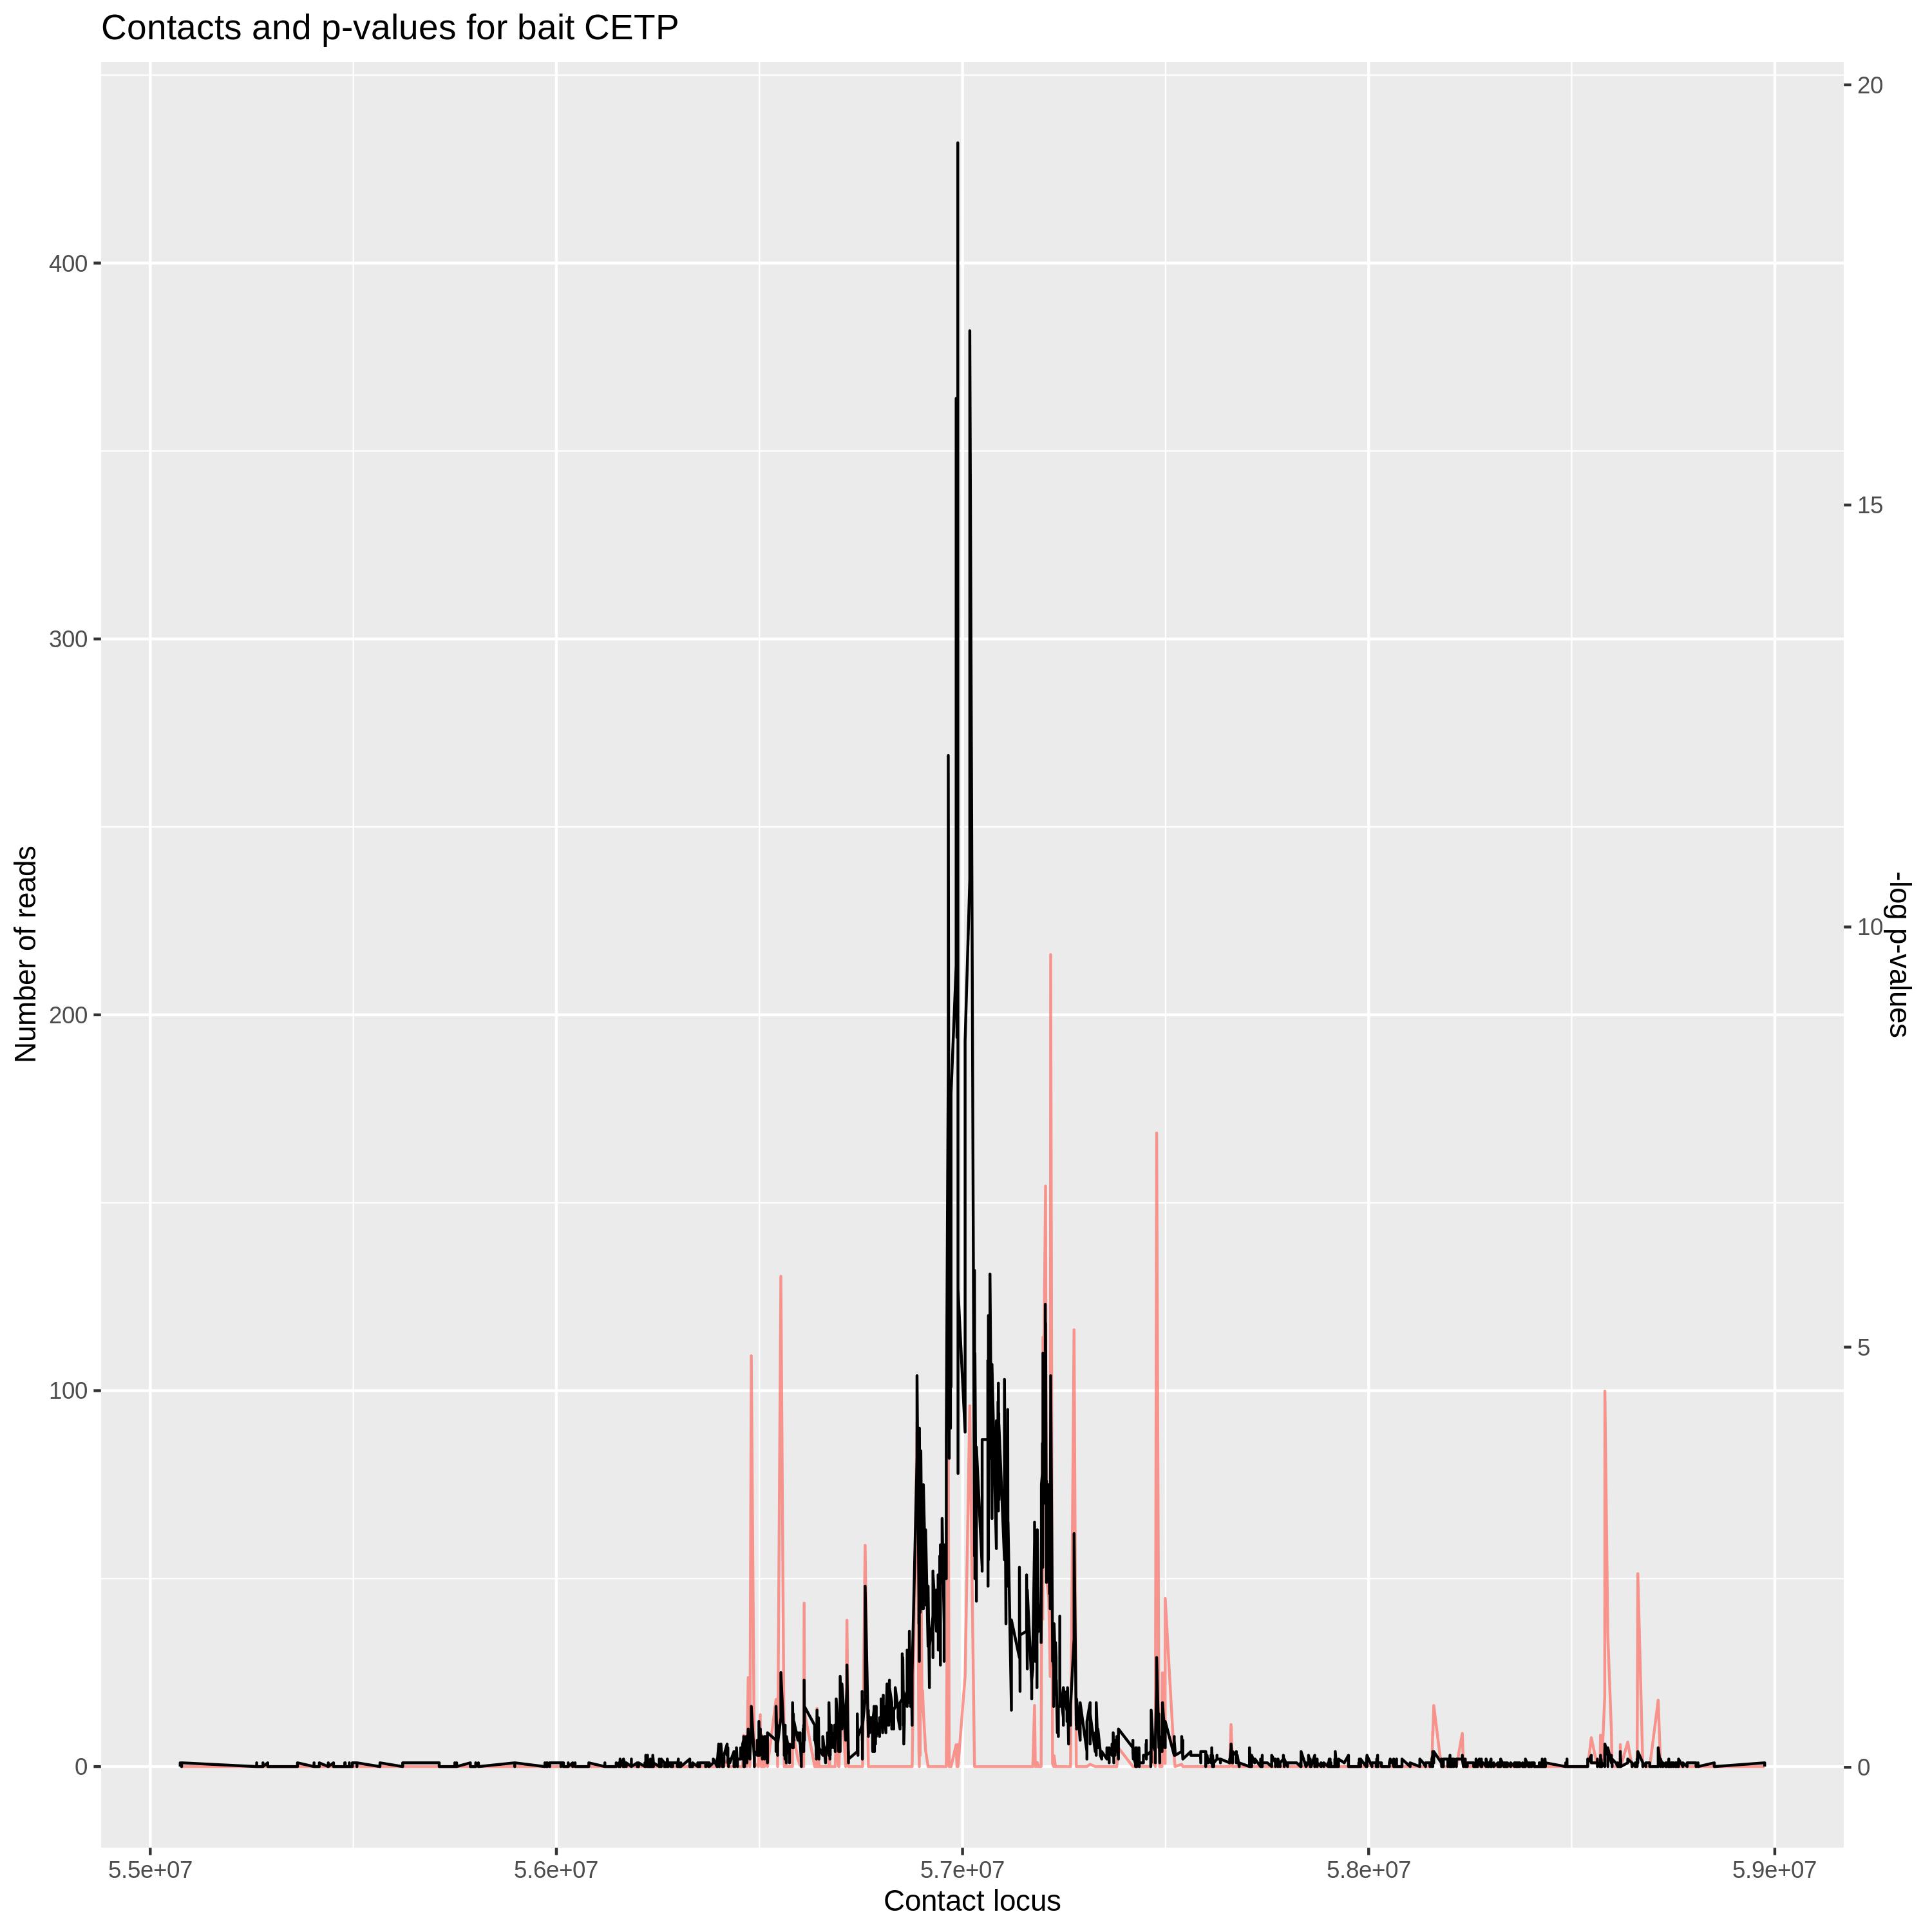 Contacts and p-values for bait CETP
Number of reads
400
300
200
100
0
20
15
10
5
0
-log p-values
5.5e+07
5.6e+07
5.7e+07
5.8e+07
5.9e+07
Contact locus